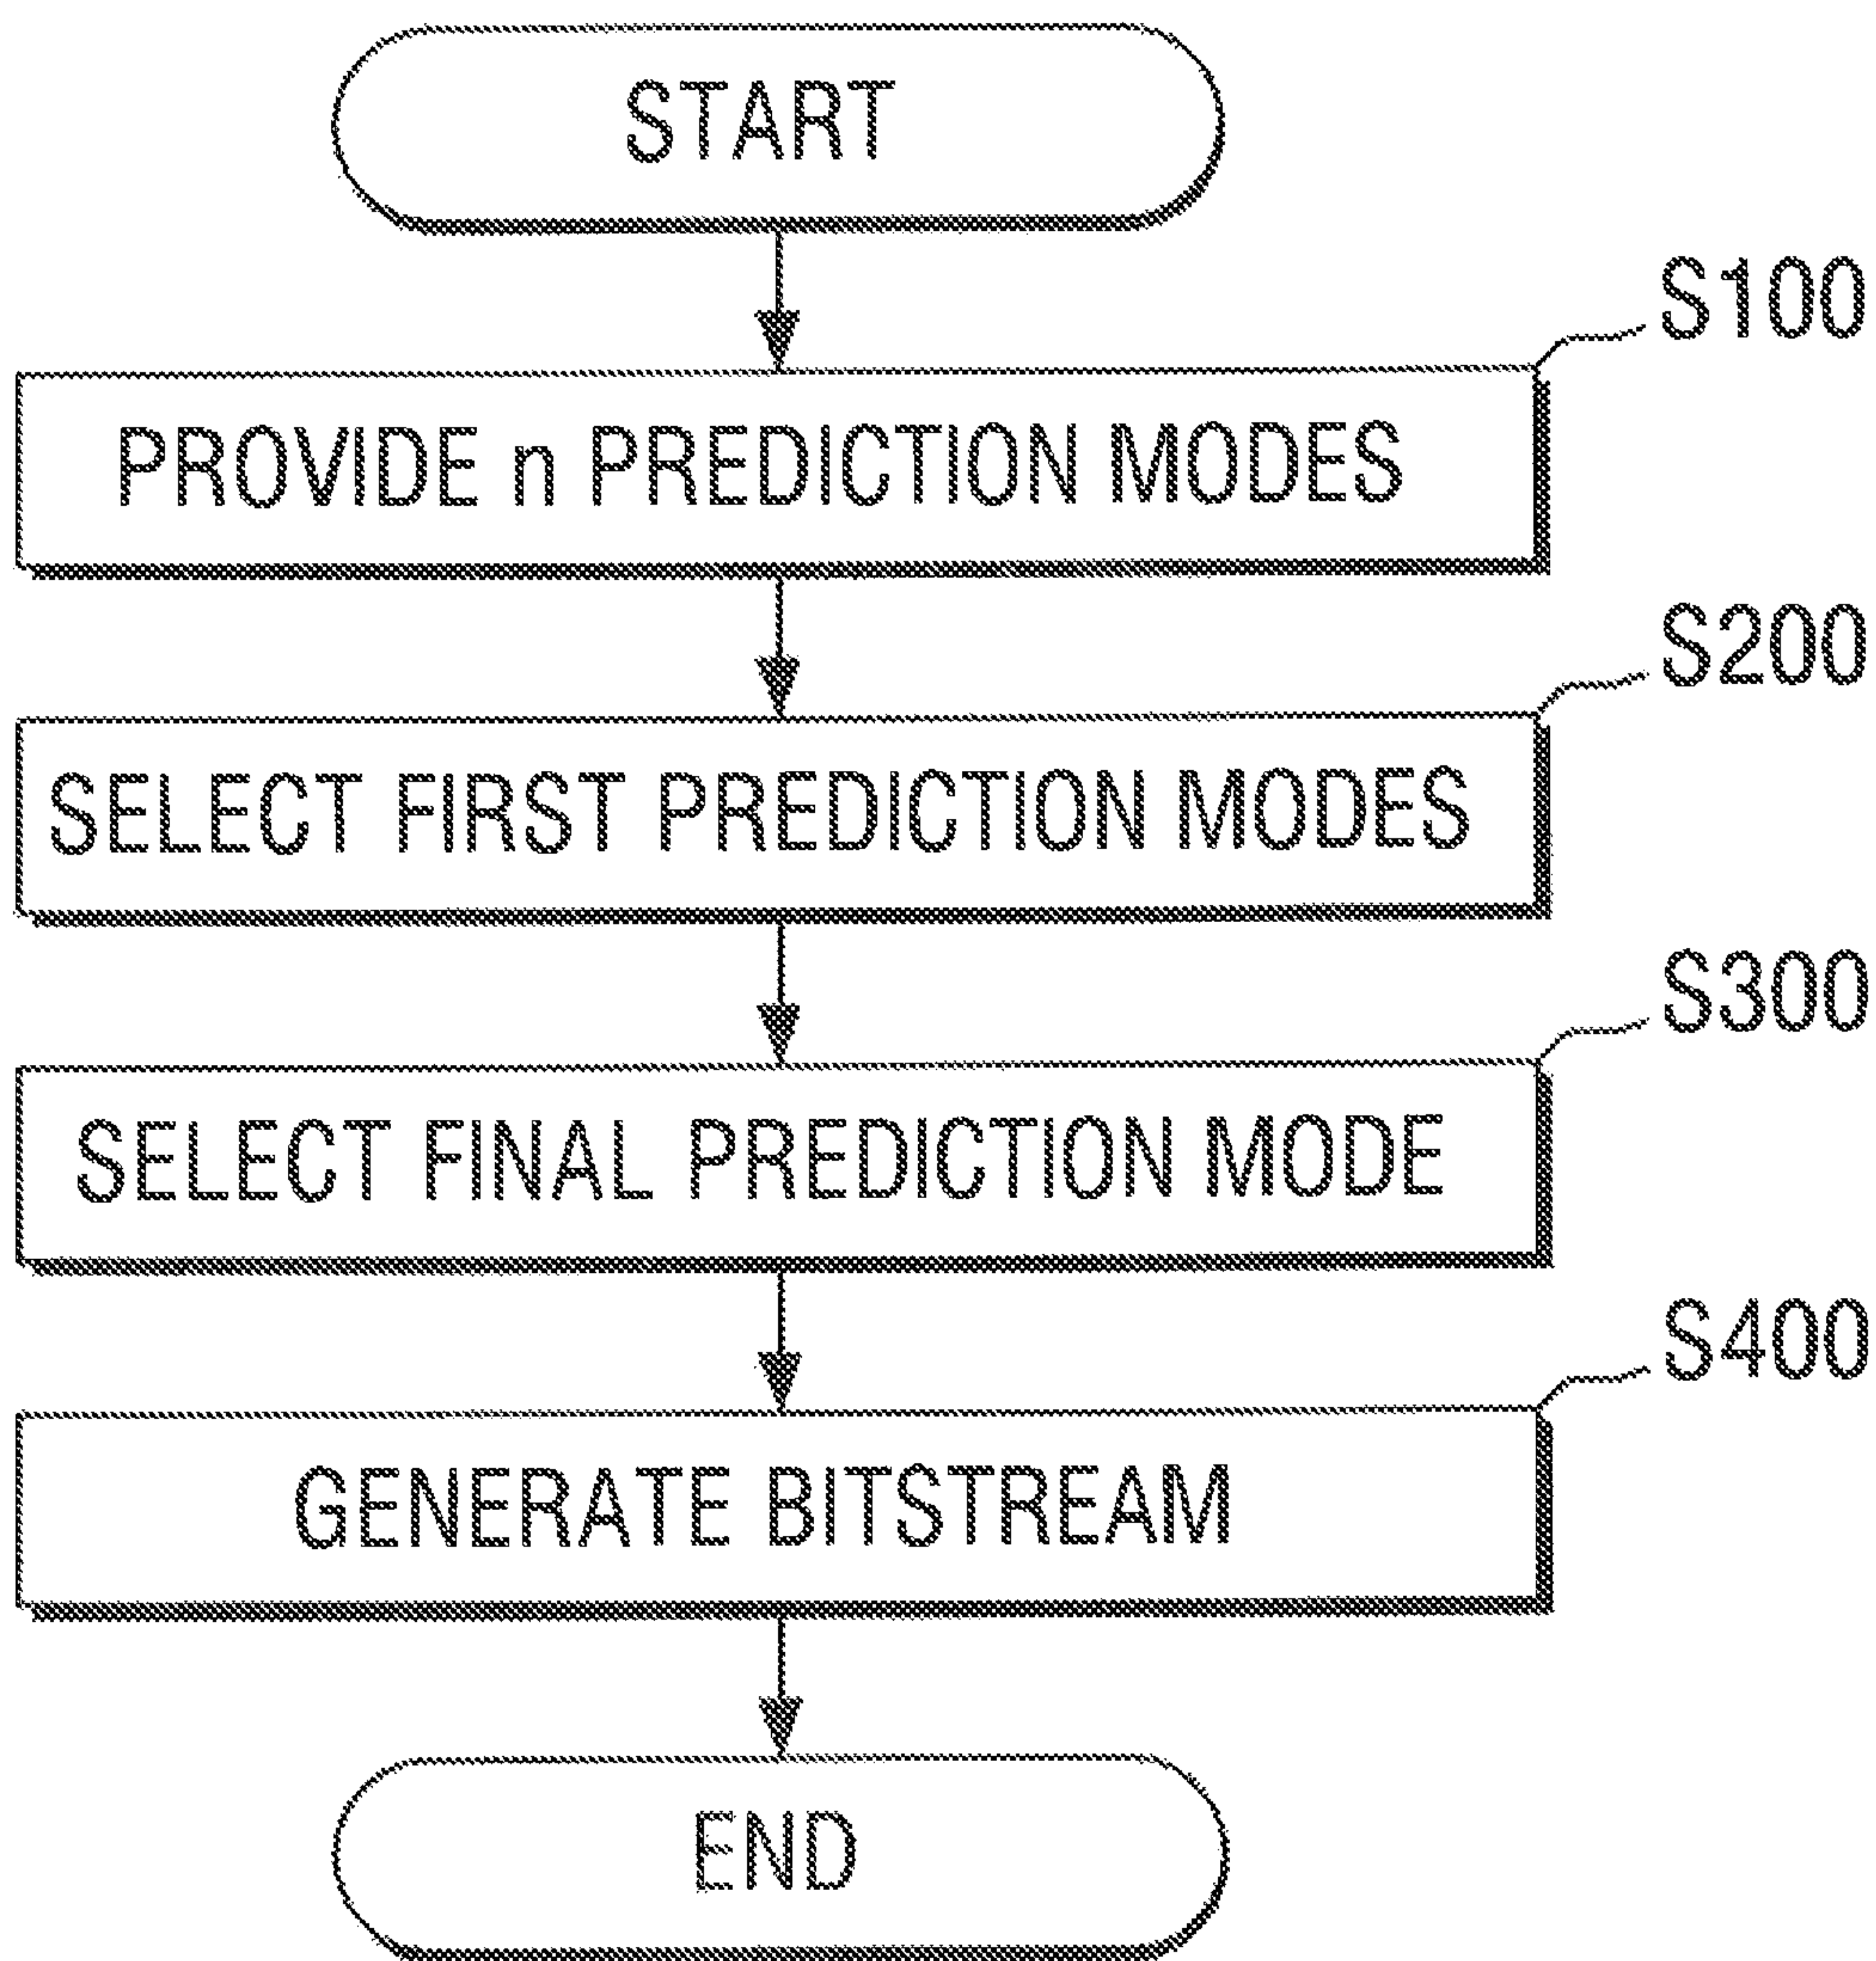 START
S100
PROVIDE n PREDICTION MODES
S200
SELECT FIRST PREDICTION MODES
S300
SELECT FINAL PREDICTION MODE
S400
GENERATE BITSTREAM
END